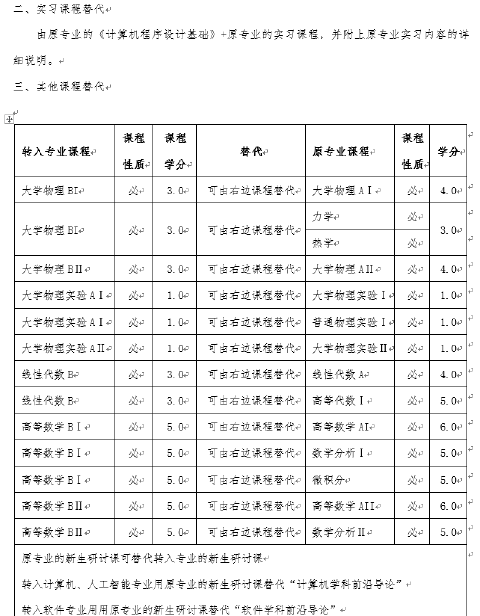 二、实习课程替代
由原专业的《计算机程序设计基础》+原专业的实习课程，并附上原专业实习内容的详
细说明。
三、其他课程替代
转入专业课程 课程性质 课程学分 替代 原专业课程 课程性质 学分
大学物理 BI 必 3.0 可由右边课程替代 大学物理 AⅠ 必 4.0
大学物理 BI 必 3.0 可由右边课程替代 力学 必 3.0
热学 必
大学物理 BⅡ 必 3.0 可由右边课程替代 大学物理 AⅡ 必 4.0
大学物理实验 AⅠ 必 1.0 可由右边课程替代 大学物理实验Ⅰ 必 1.0
大学物理实验 AⅠ 必 1.0 可由右边课程替代 普通物理实验Ⅰ 必 1.0
大学物理实验 AⅡ 必 1.0 可由右边课程替代 大学物理实验Ⅱ 必 1.0
线性代数 B 必 3.0 可由右边课程替代 线性代数 A 必 4.0
线性代数 B 必 3.0 可由右边课程替代 高等代数Ⅰ 必 5.0
高等数学 BⅠ 必 5.0 可由右边课程替代 高等数学 AI 必 6.0
高等数学 BⅠ 必 5.0 可由右边课程替代 数学分析Ⅰ 必 5.0
高等数学 BⅠ 必 5.0 可由右边课程替代 微积分 必 5.0
高等数学 BⅡ 必 5.0 可由右边课程替代 高等数学 AII 必 6.0
高等数学 BⅡ 必 5.0 可由右边课程替代 数学分析Ⅱ 必 5.0
原专业的新生研讨课可替代转入专业的新生研讨课
转入计算机、人工智能专业用原专业的新生研讨课替代“计算机学科前沿导论”
转入软件专业用用原专业的新生研讨课替代“软件学科前沿导论”